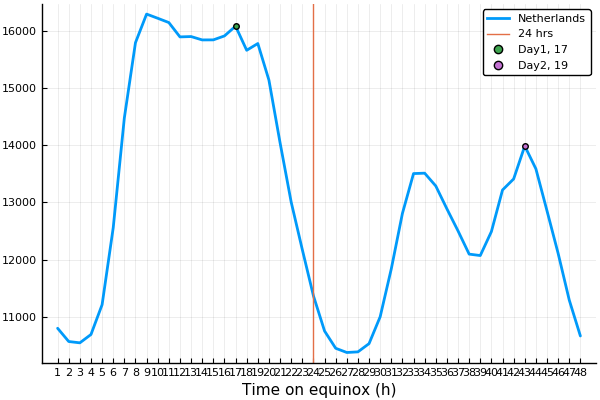 16000
15000
14000
13000
12000
11000
Netherlands
24 hrs
Day1, 17
Day2, 19
1 2 3 4 5 6 7 8 9 10 11 12 13 14 15 16 17 18 19 20 21 22 23 24 25 26 27 28 29 30 31 32 33 34 35 36 37 38 39 40 41 42 43 44 45 46 47 48
Time on equinox (h)